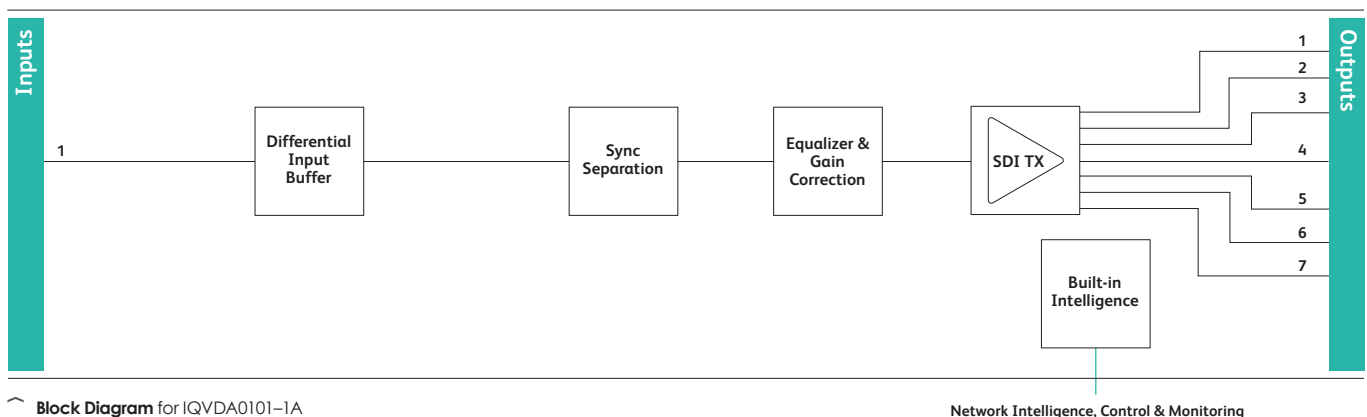 Inputs
1
Differential
Input
Buffer
Sync
Separation
Equalizer &
Gain
Correction
SDI TX
1
2
3
4
5
6
7
Outputs
Built-in
Intelligence
Block Diagram for IQVDA0101–1A
Network Intelligence, Control & Monitoring